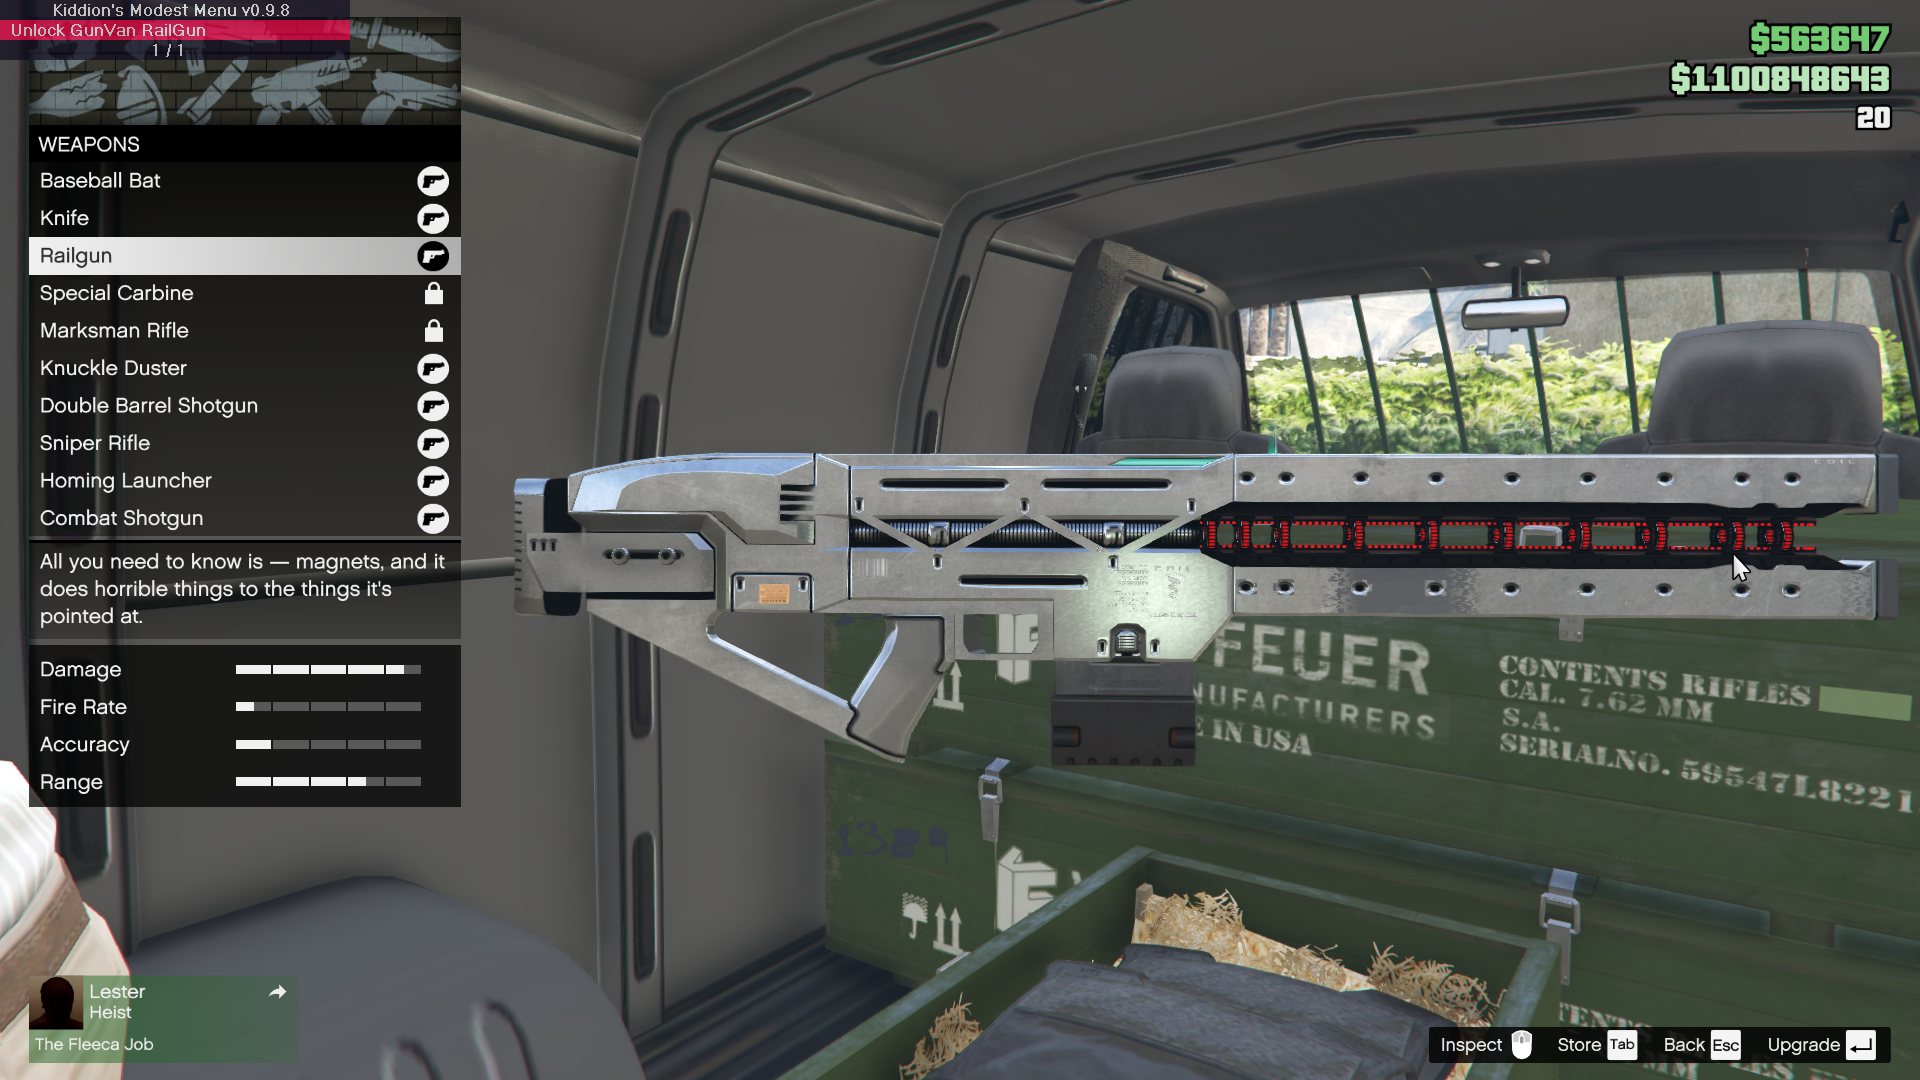 Kiddion's Modest Menu v0.9.8
Unlock GunVan RailGun
1 / 1
$563647
$1100848643
20
WEAPONS
Baseball Bat
Knife
Railgun
Special Carbine
Marksman Rifle
Knuckle Duster
Double Barrel Shotgun
Sniper Rifle
Homing Launcher
Combat Shotgun
All you need to know is — magnets, and it
does horrible things to the things it's
pointed at.
Damage
Fire Rate
Accuracy
Range
FEUER
NUFACTURERS
E IN USA
CONTENTS RIFLES
CAL. 7.62 MM
S.A.
SERIALNO. 59547L8321
1389
Lester
Heist
The Fleeca Job
Inspect
Store Tab
Back Esc
Upgrade